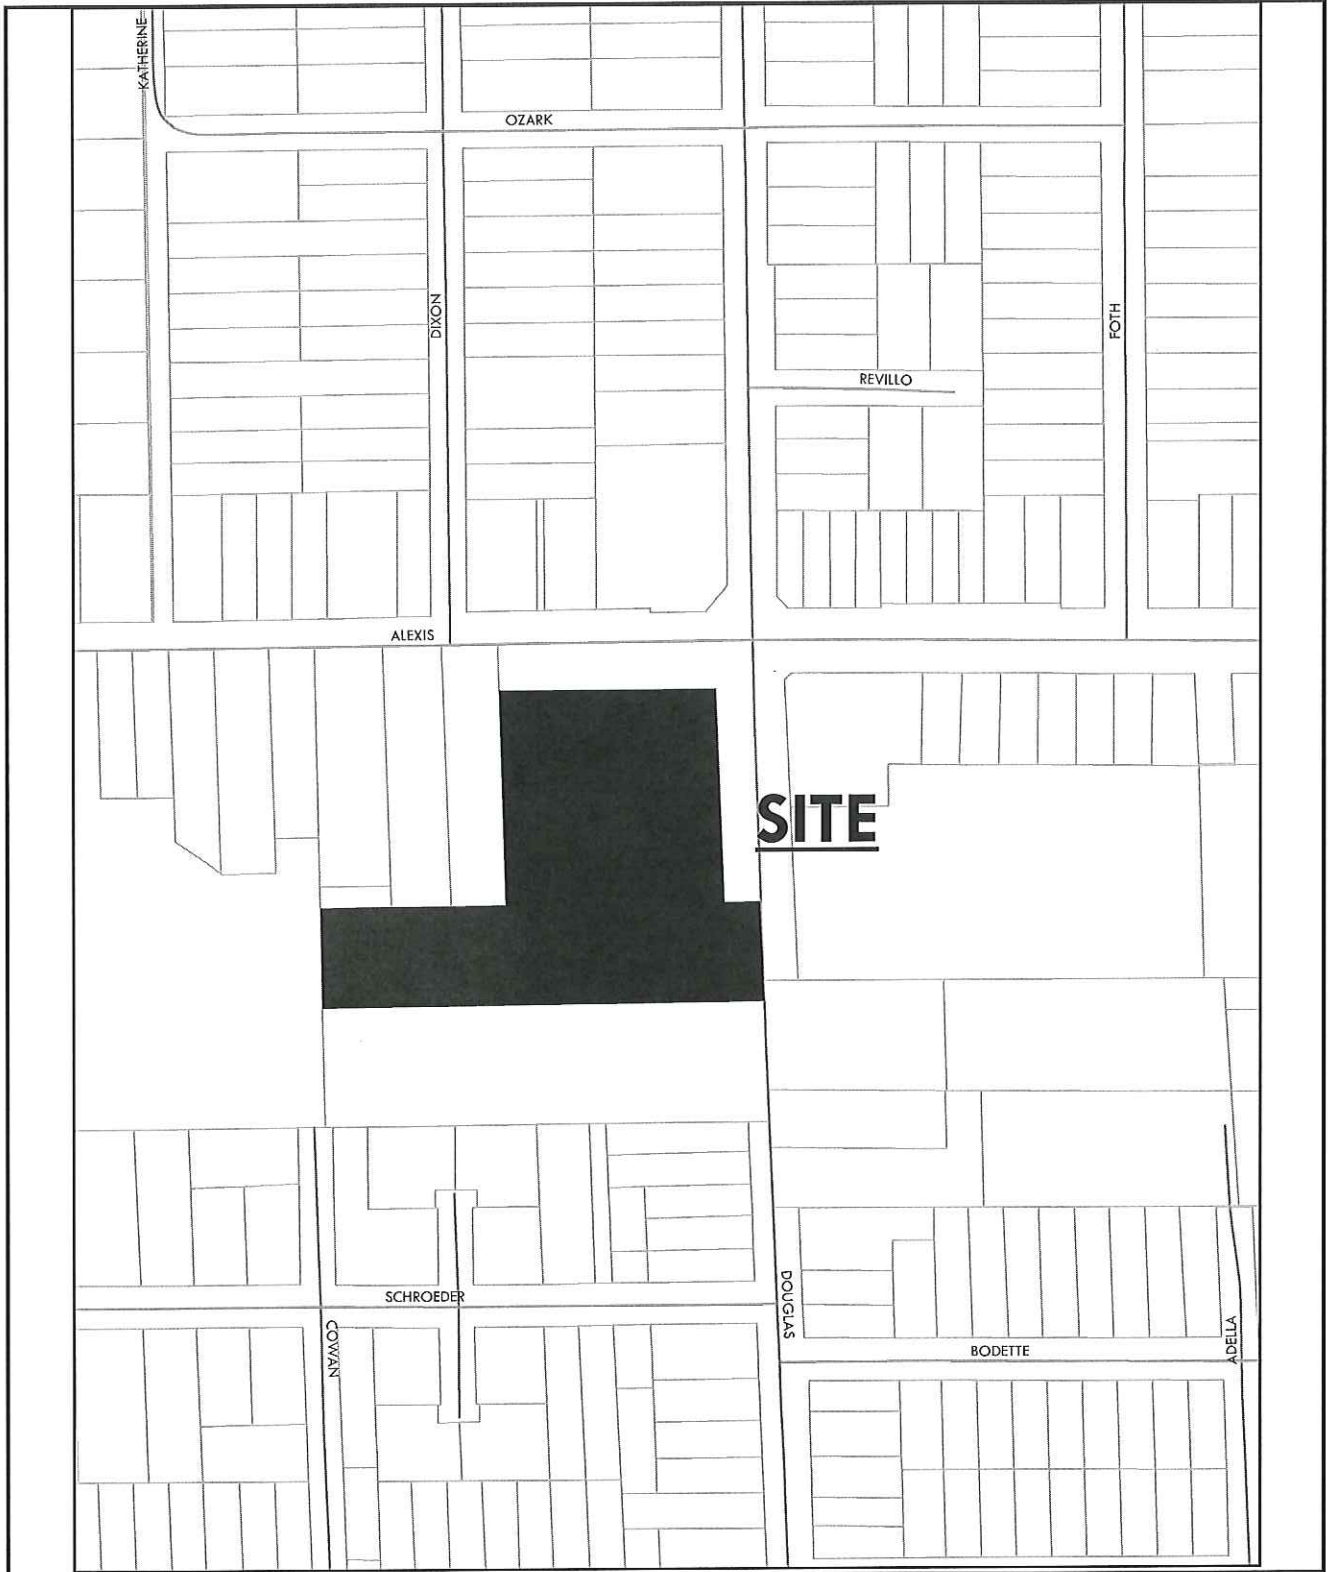 KATHERINE
OZARK
DIXON
FOTH
REVILLO
ALEXIS
SITE
SCHROEDER
DOUGLAS
COWAN
BODETTE
ADELLA